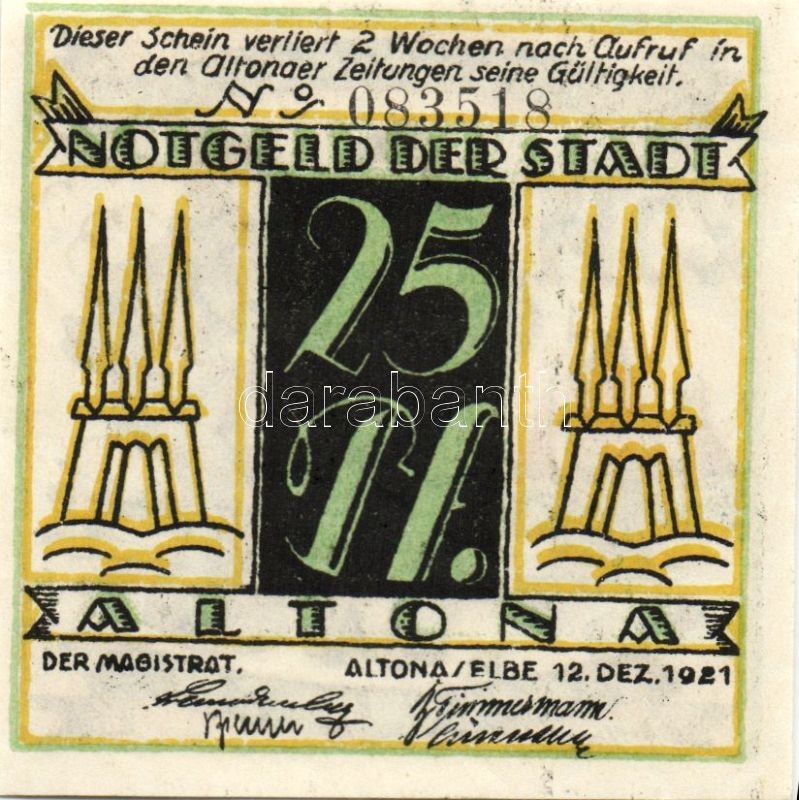 Dieser Schein verliert 2 Wochen nach Aufruf in
den Altonaer Zeitungen seine Gültigkeit.
No 083518
NOTGELD DER STADT
25
Pf.
darabanth
ALTONA
DER MAGISTRAT.
ALTONA/ELBE 12. DEZ. 1921
Zimmermann.